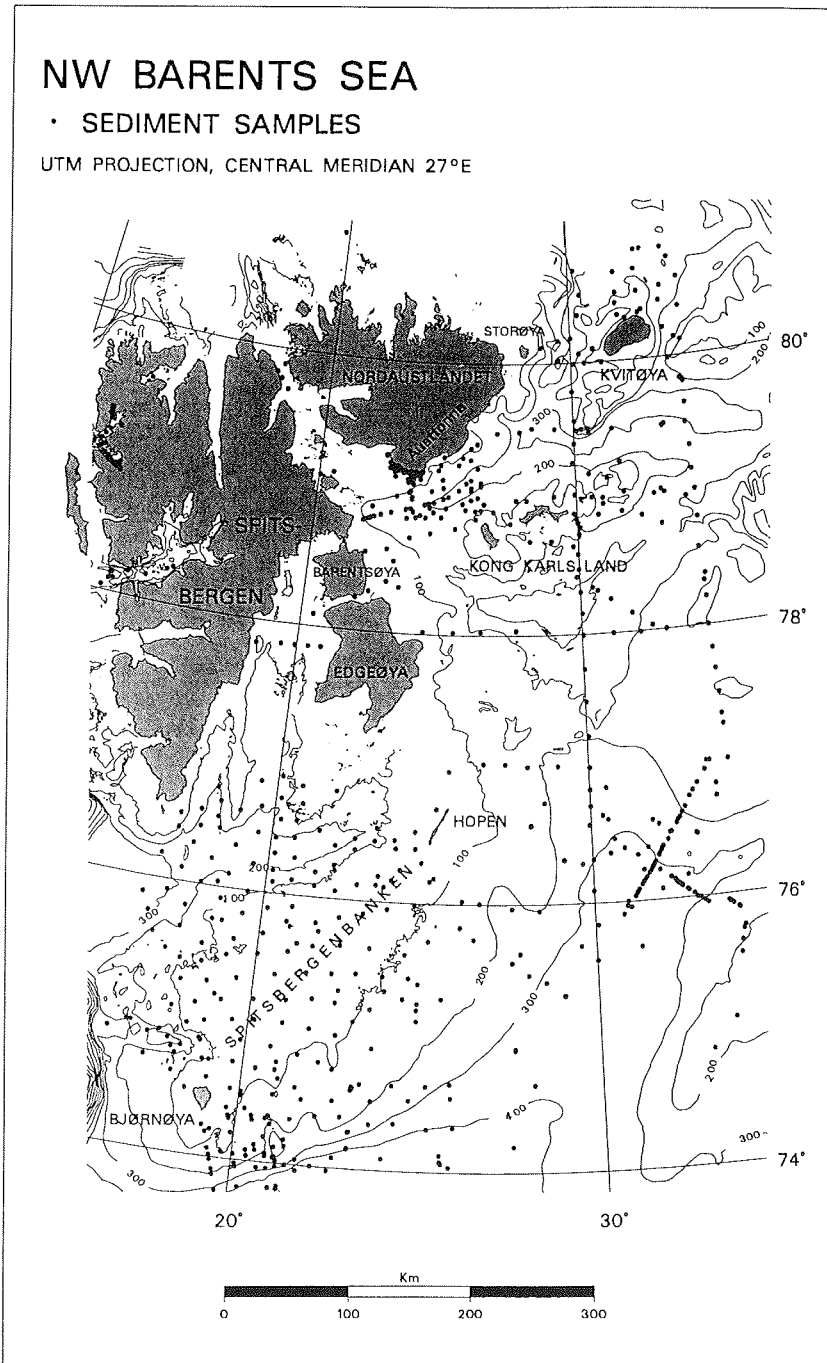 NW BARENTS SEA
· SEDIMENT SAMPLES
UTM PROJECTION, CENTRAL MERIDIAN 27°E
STORØYA
100
80°
200
NORDAUSTLANDET
KVITØYA
300
200
SPITS-
BARENTSØYA
KONG KARLS LAND
100
BERGEN
78°
EDGEØYA
HOPEN
200
100
100
76°
300
SPITSBERGENBANKEN
200
300
200
BJØRNØYA
400
300
74°
300
20°
30°
Km
0 100 200 300